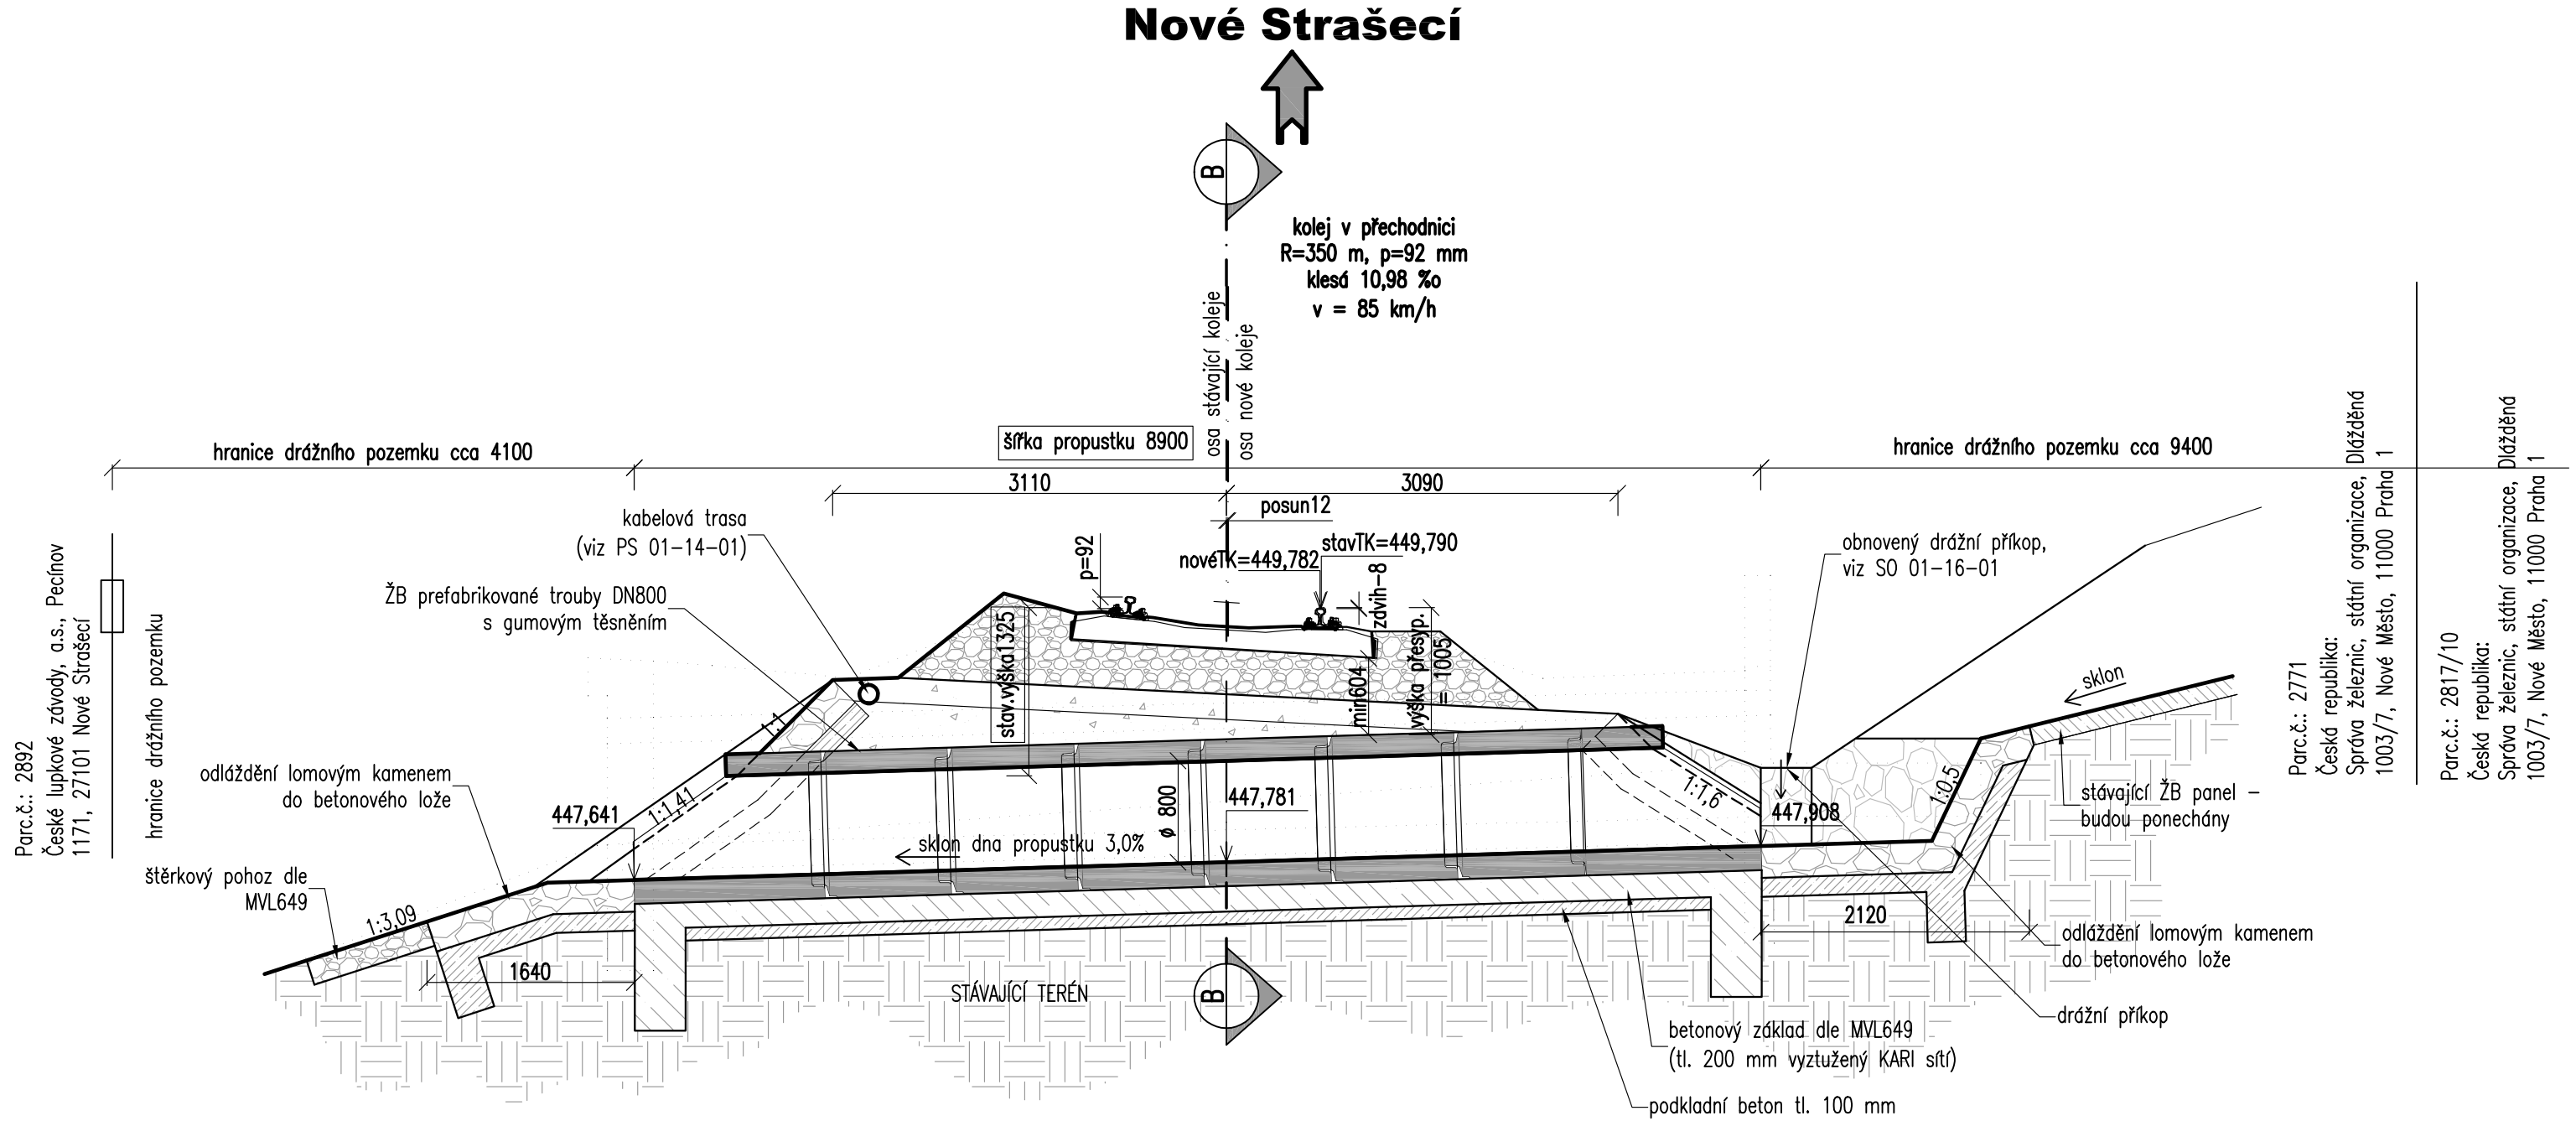 Nové Strašecí
B
kolej v přechodnici
R=350 m, p=92 mm
klesá 10,98 %o
v = 85 km/h
osa stávající koleje
osa nové koleje
hranice drážního pozemku cca 4100
šířka propustku 8900
hranice drážního pozemku cca 9400
3110
3090
posun12
kabelová trasa
(viz PS 01-14-01)
p=92
novéTK=449,782
stavTK=449,790
zdvih-8
obnovený drážní příkop,
viz SO 01-16-01
ŽB prefabrikované trouby DN800
s gumovým těsněním
stav.výška1325
min604
výška přesyp.
= 1005
sklon
Parc.č.: 2892
České lupkové závody, a.s., Pecínov
1171, 27101 Nové Strašecí
hranice drážního pozemku
Parc.č.: 2771
Česká republika:
Správa železnic, státní organizace, Dlážděná
1003/7, Nové Město, 11000 Praha 1
Parc.č.: 2817/10
Česká republika:
Správa železnic, státní organizace, Dlážděná
1003/7, Nové Město, 11000 Praha 1
1:1
odláždění lomovým kamenem
do betonového lože
1:1,41
447,641
ø 800
447,781
1:1,6
447,908
1:0,5
stávající ŽB panel -
budou ponechány
sklon dna propustku 3,0%
štěrkový pohoz dle
MVL649
1:3,09
1640
2120
odláždění lomovým kamenem
do betonového lože
STÁVAJÍCÍ TERÉN
B
drážní příkop
betonový základ dle MVL649
(tl. 200 mm vyztužený KARI sítí)
podkladní beton tl. 100 mm